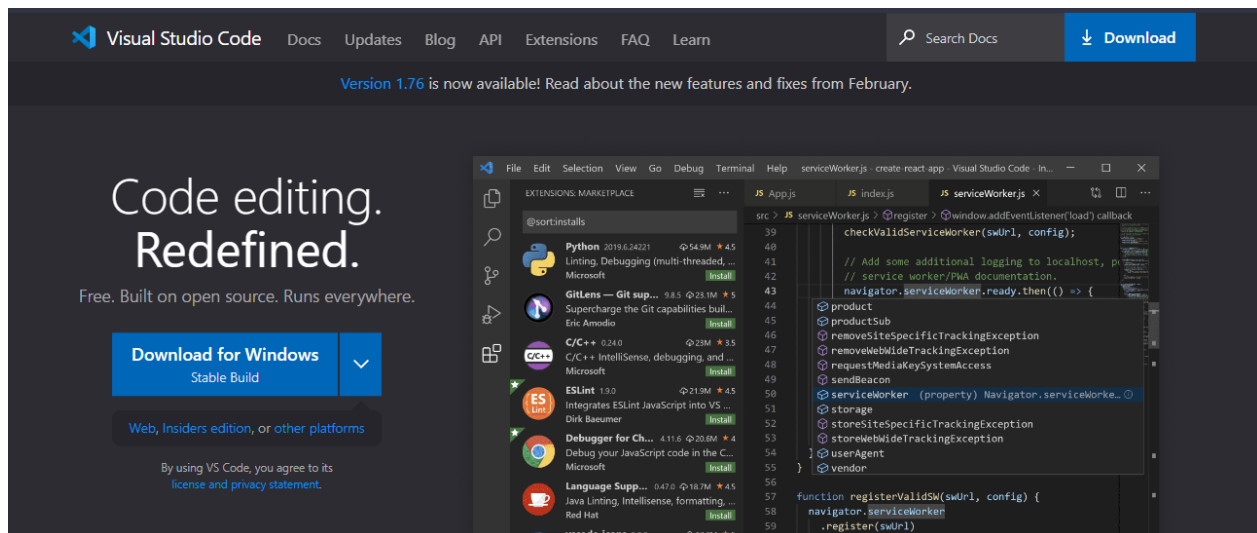 Visual Studio Code Docs Updates Blog API Extensions FAQ Learn Search Docs Download
Version 1.76 is now available! Read about the new features and fixes from February.
Code editing.
Redefined.
Free. Built on open source. Runs everywhere.
Download for Windows
Stable Build
Web, Insiders edition, or other platforms
By using VS Code, you agree to its
license and privacy statement.
File Edit Selection View Go Debug Terminal Help serviceWorker.js - create-react-app - Visual Studio Code - In...
EXTENSIONS: MARKETPLACE
@sort:installs
Python 2019.6.24221 54.9M ★ 4.5
Linting, Debugging (multi-threaded, ...
Microsoft Install
GitLens — Git sup... 9.8.5 23.1M ★ 5
Supercharge the Git capabilities buil...
Eric Amodio Install
C/C++ 0.24.0 23M ★ 3.5
C/C++
C/C++ IntelliSense, debugging, and ...
Microsoft Install
ESLint 1.9.0 21.9M ★ 4.5
ES
Lint
Integrates ESLint JavaScript into VS ...
Dirk Baeumer Install
Debugger for Ch... 4.11.6 20.6M ★ 4
Debug your JavaScript code in the C...
Microsoft Install
Language Supp... 0.47.0 18.7M ★ 4.5
Java Linting, Intellisense, formatting, ...
Red Hat Install
JS App.js JS index.js JS serviceWorker.js
src > JS serviceWorker.js > register > window.addEventListener('load') callback
39 checkValidServiceWorker(swUrl, config);
40
41 // Add some additional logging to localhost, po
42 // service worker/PWA documentation.
43 navigator.serviceWorker.ready.then(() => {
44 product
45 productSub
46 removeSiteSpecificTrackingException
47 removeWebWideTrackingException
48 requestMediaKeySystemAccess
49 sendBeacon
50 serviceWorker (property) Navigator.serviceWorke...
51 storage
52 storeSiteSpecificTrackingException
53 storeWebWideTrackingException
54 } userAgent
55 } vendor
56
57 function registerValidSW(swUrl, config) {
58 navigator.serviceWorker
59 .register(swUrl)